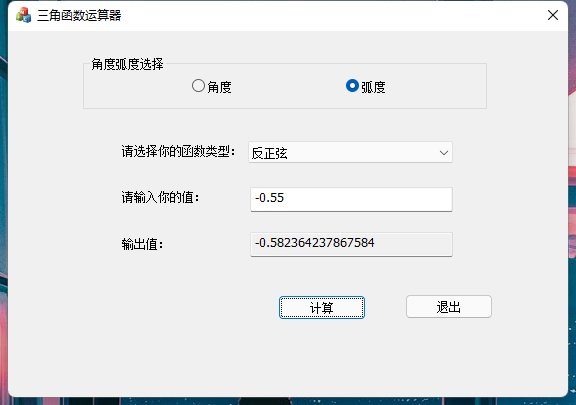 三角函数运算器
角度弧度选择
角度 弧度
请选择你的函数类型： 反正弦
请输入你的值： -0.55
输出值： -0.582364237867584
计算 退出